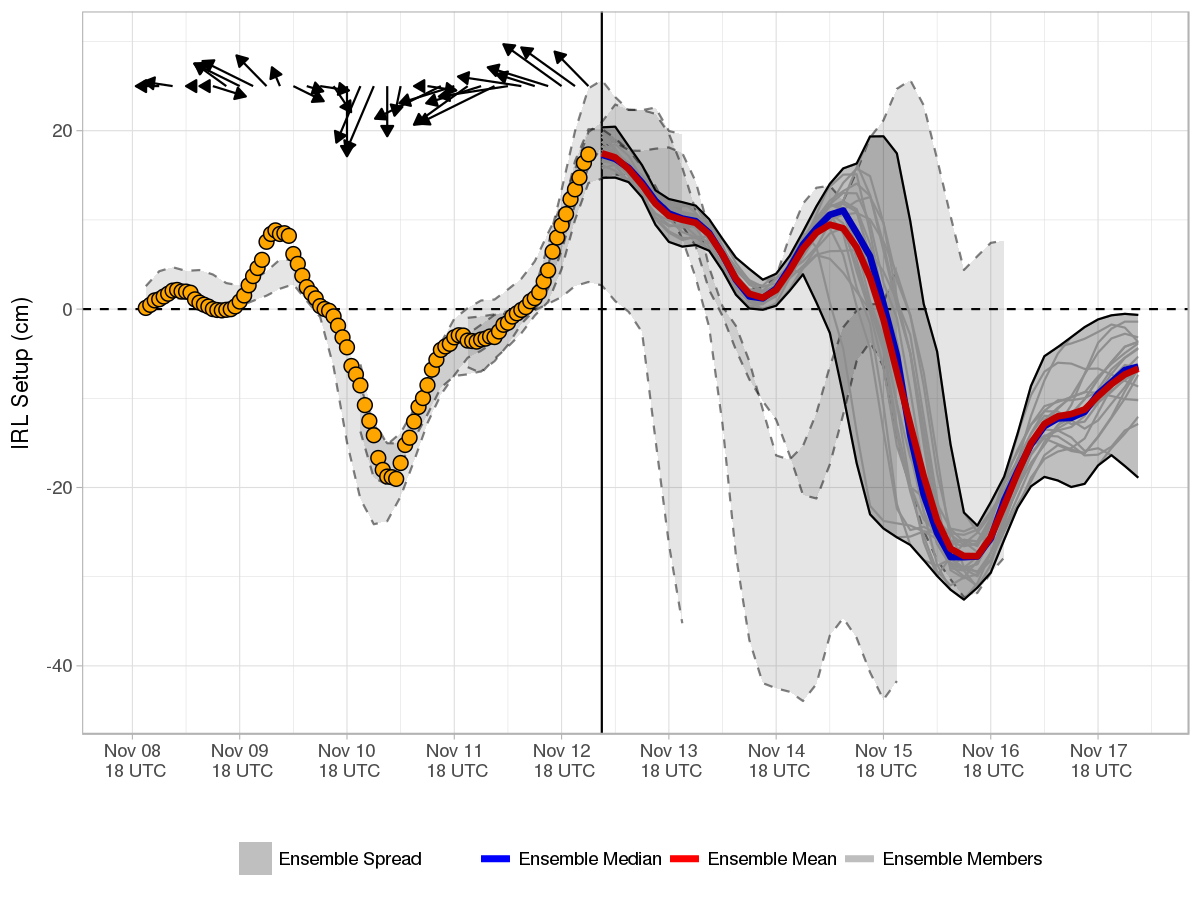 IRL Setup (cm)
20
0
-20
-40
Nov 08 Nov 09 Nov 10 Nov 11 Nov 12 Nov 13 Nov 14 Nov 15 Nov 16 Nov 17
18 UTC 18 UTC 18 UTC 18 UTC 18 UTC 18 UTC 18 UTC 18 UTC 18 UTC 18 UTC
Ensemble Spread Ensemble Median Ensemble Mean Ensemble Members